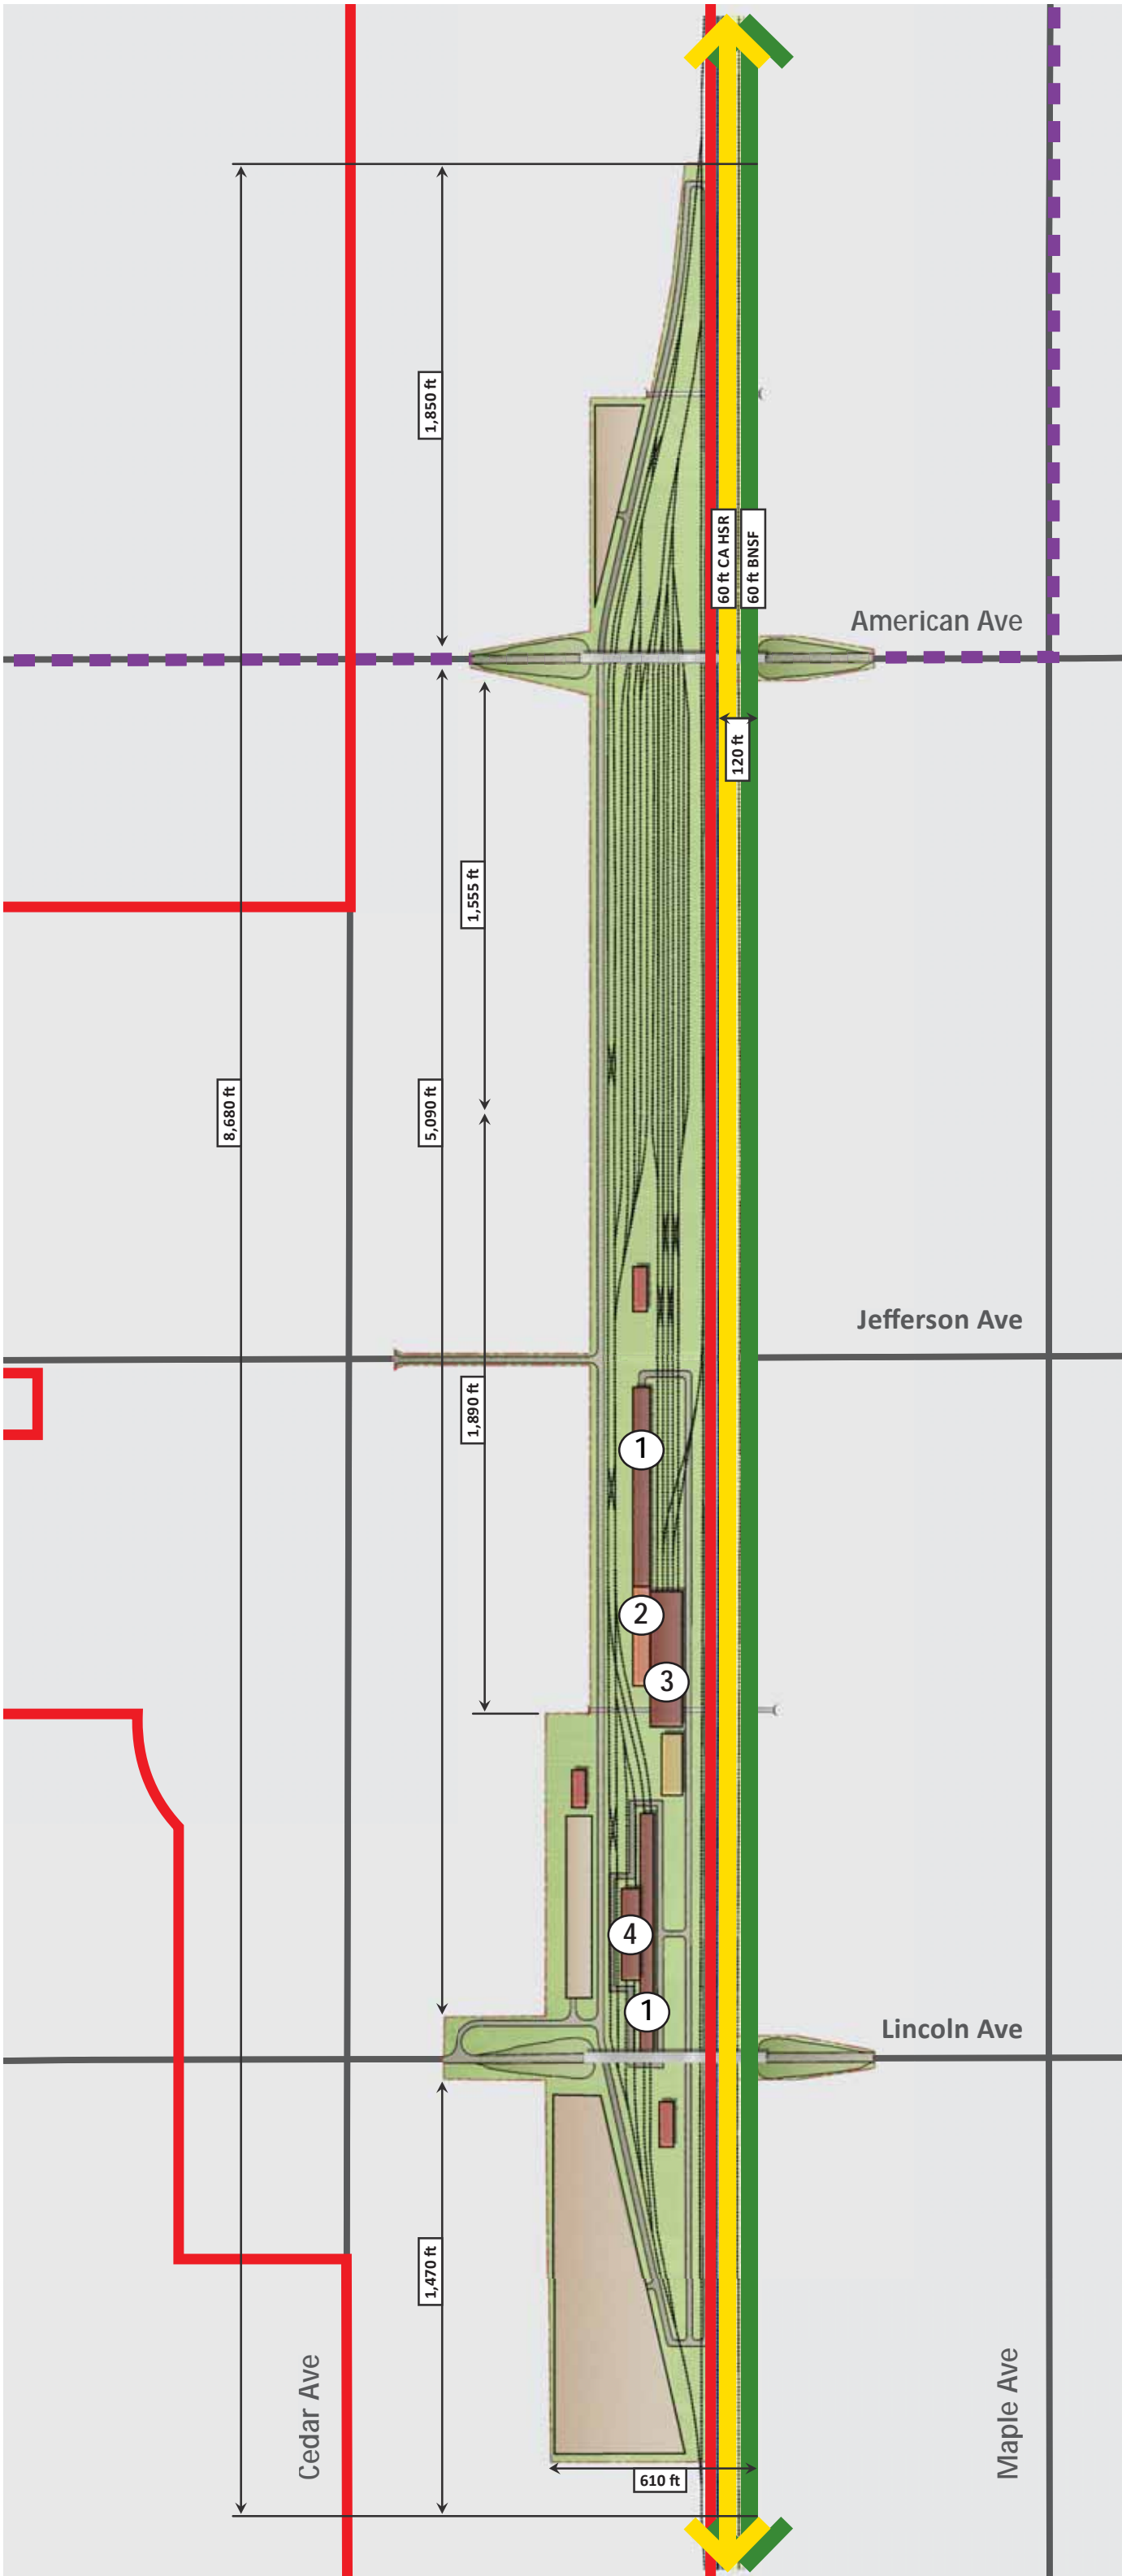 1,850 ft
60 ft CA HSR
60 ft BNSF
American Ave
120 ft
1,555 ft
8,680 ft
5,090 ft
Jefferson Ave
1,890 ft
1
2
3
4
1
Lincoln Ave
1,470 ft
Cedar Ave
Maple Ave
610 ft